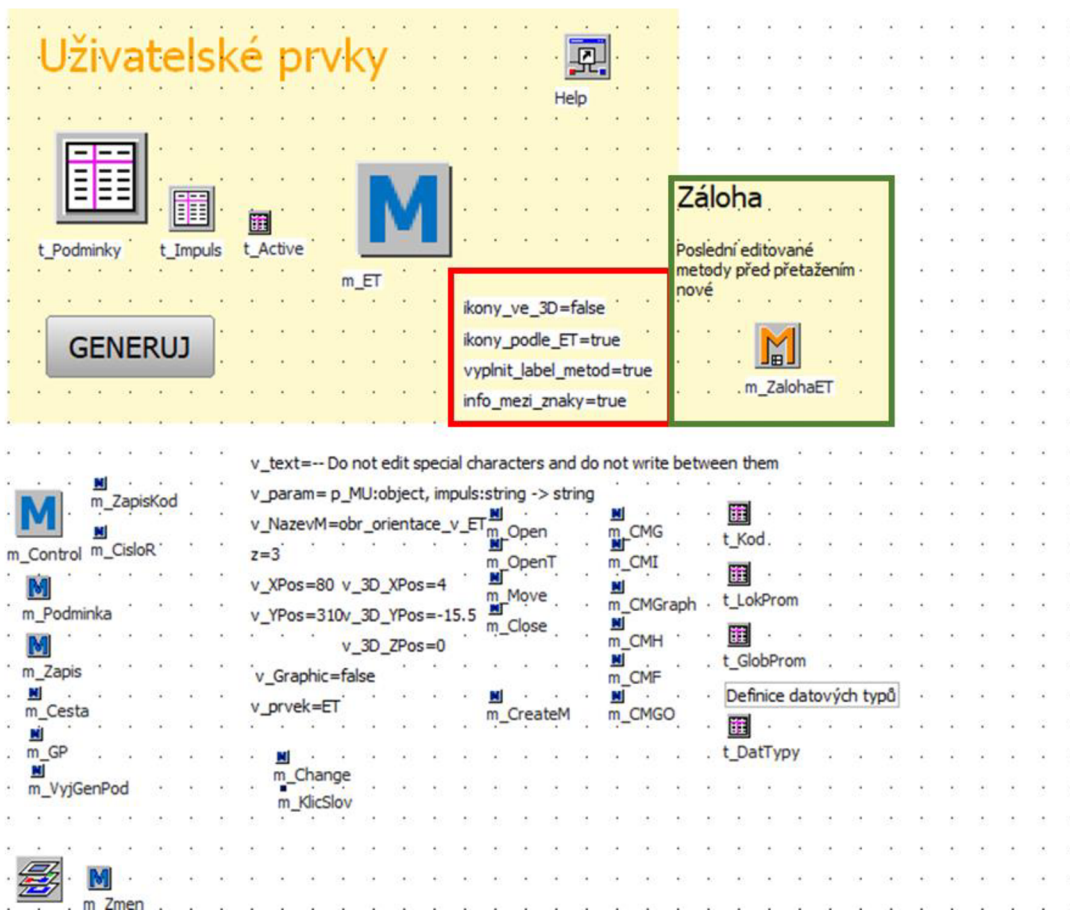 Uživatelské prvky
Help
t_Podminky
t_Impuls
t_Active
M
m_ET
GENERUJ
ikony_ve_3D=false
ikony_podle_ET=true
vyplnit_label_metod=true
info_mezi_znaky=true
Záloha
Poslední editované
metody před přetažením
nové
M
m_ZalohaET
M
m_Control
M
m_ZapisKod
M
m_CisloR
M
m_Podminka
M
m_Zapis
M
m_Cesta
M
m_GP
M
m_VyjGenPod
v_text=-- Do not edit special characters and do not write between them
v_param= p_MU:object, impuls:string -> string
v_NazevM=obr_orientace_v_ET
z=3
v_XPos=80 v_3D_XPos=4
v_YPos=310v_3D_YPos=-15.5
v_3D_ZPos=0
v_Graphic=false
v_prvek=ET
M
m_Change
m_KlicSlov
M
m_Open
M
m_OpenT
M
m_Move
M
m_Close
M
m_CreateM
M
m_CMG
M
m_CMI
M
m_CMGraph
M
m_CMH
M
m_CMF
M
m_CMGO
t_Kod
t_LokProm
t_GlobProm
Definice datových typů
t_DatTypy
M
m_Zmen